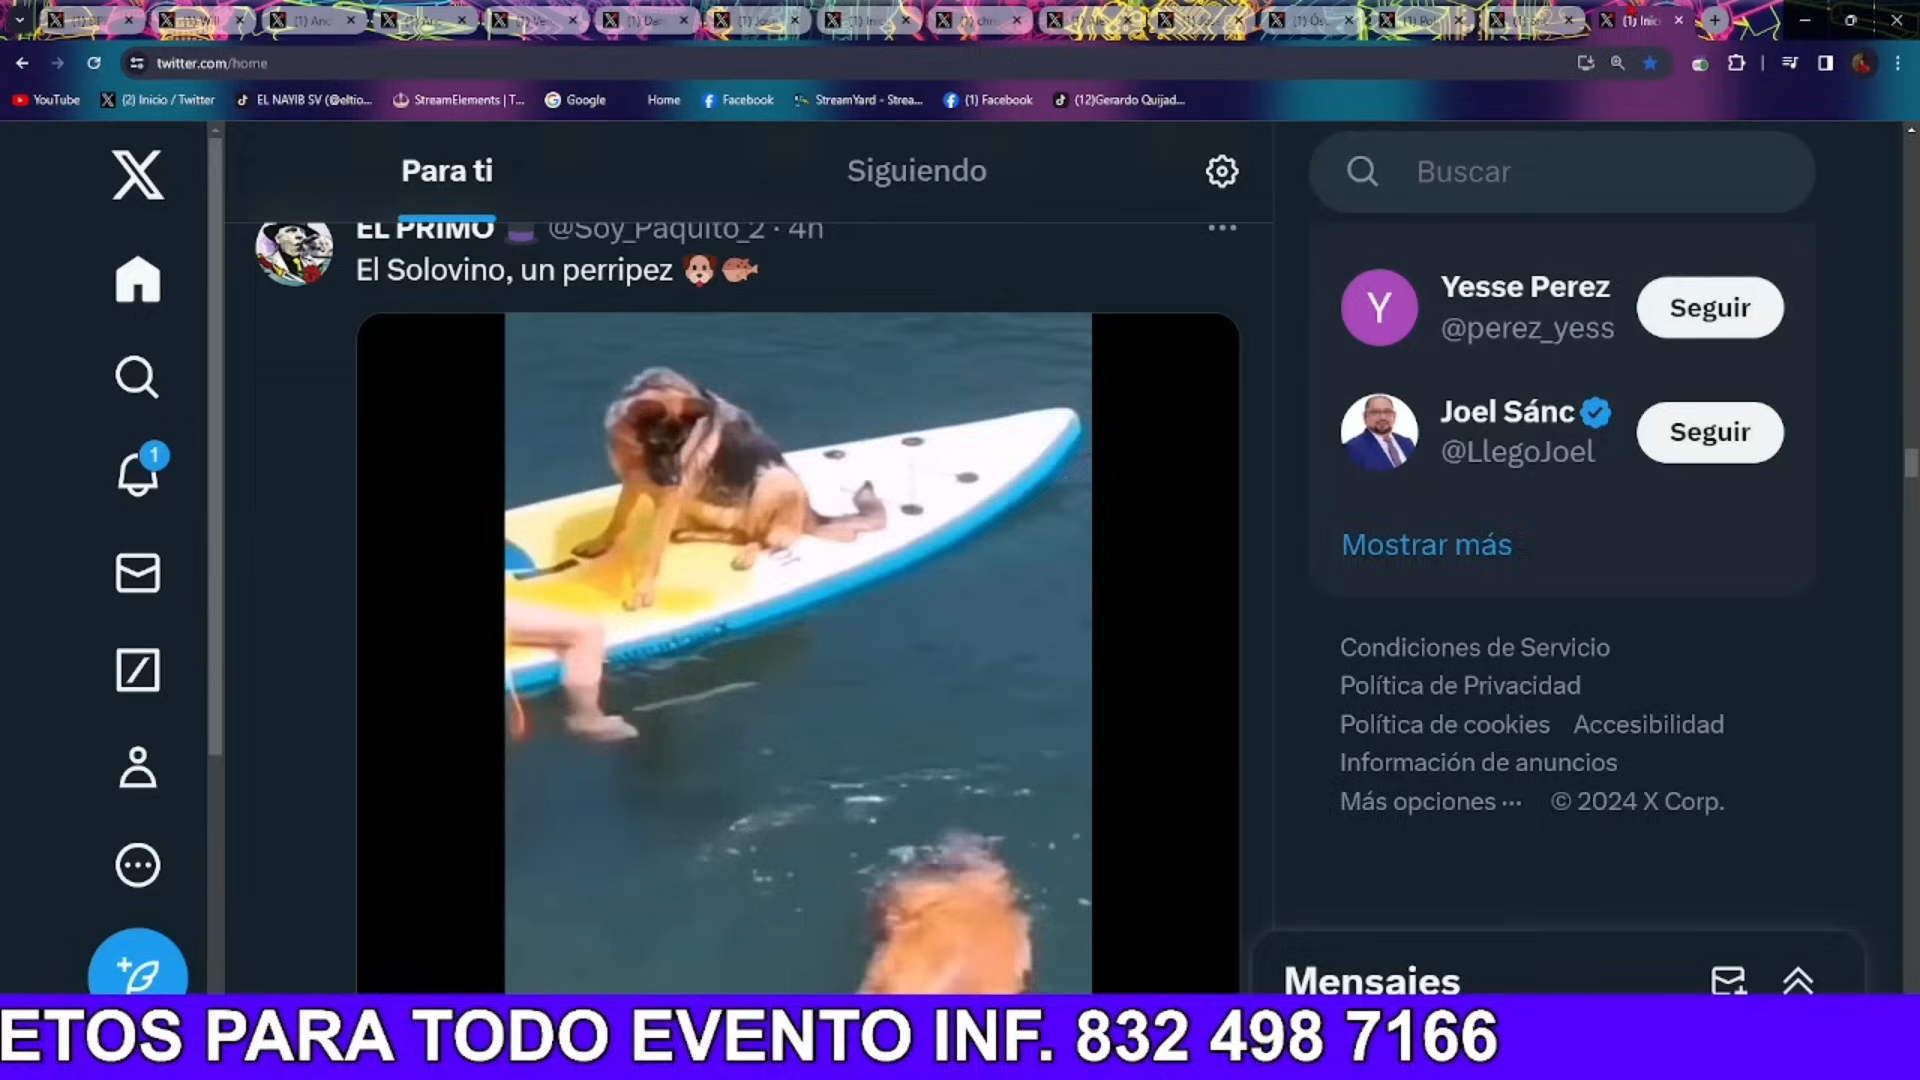 twitter.com/home
YouTube
(2) Inicio / Twitter
EL NAYIB SV (@eltio...
StreamElements | T...
Google
Home
Facebook
StreamYard - Strea...
(1) Facebook
(12)Gerardo Quijad...
Para ti
Siguiendo
Buscar
EL PRIMO @Soy_Paquito_2 · 4h
El Solovino, un perripez
Y
Yesse Perez
@perez_yess
Seguir
Joel Sánc
@LlegoJoel
Seguir
1
Mostrar más
Condiciones de Servicio
Política de Privacidad
Política de cookies Accesibilidad
Información de anuncios
Más opciones ··· © 2024 X Corp.
Mensajes
ETOS PARA TODO EVENTO INF. 832 498 7166